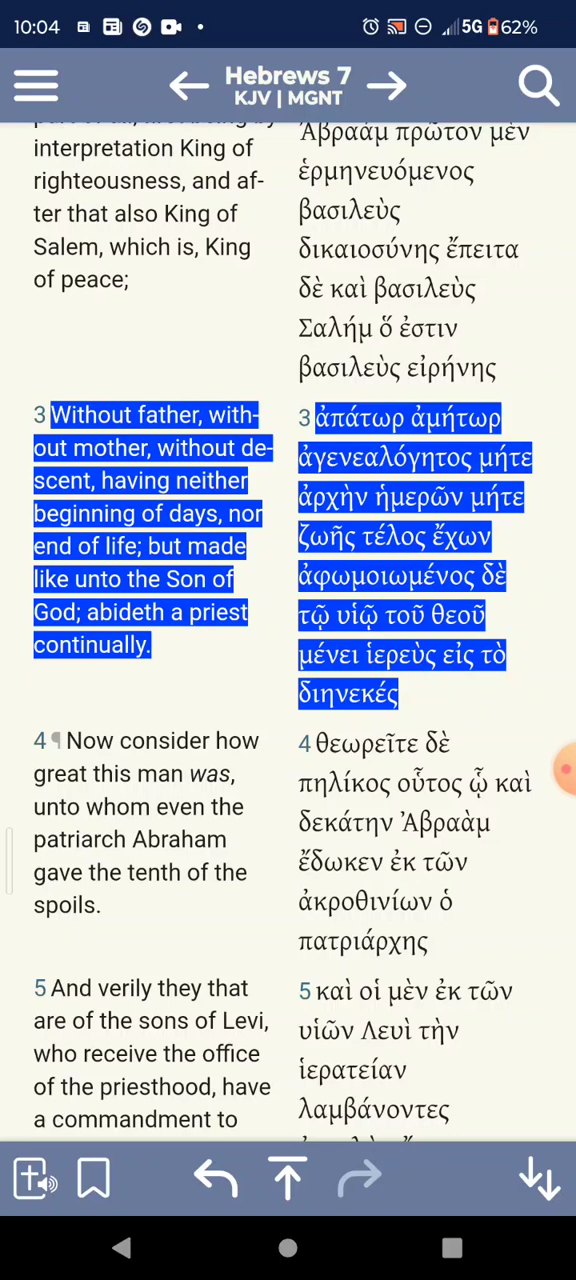 10:04
5G 62%
Hebrews 7
KJV | MGNT
interpretation King of
righteousness, and af-
ter that also King of
Salem, which is, King
of peace;
Ἀβραὰμ πρῶτον μὲν
ἑρμηνευόμενος
βασιλεὺς
δικαιοσύνης ἔπειτα
δὲ καὶ βασιλεὺς
Σαλήμ ὅ ἐστιν
βασιλεὺς εἰρήνης
3 Without father, with-
out mother, without de-
scent, having neither
beginning of days, nor
end of life; but made
like unto the Son of
God; abideth a priest
continually.
3 ἀπάτωρ ἀμήτωρ
ἀγενεαλόγητος μήτε
ἀρχὴν ἡμερῶν μήτε
ζωῆς τέλος ἔχων
ἀφωμοιωμένος δὲ
τῷ υἱῷ τοῦ θεοῦ
μένει ἱερεὺς εἰς τὸ
διηνεκές
4 ¶ Now consider how
great this man was,
unto whom even the
patriarch Abraham
gave the tenth of the
spoils.
4 θεωρεῖτε δὲ
πηλίκος οὗτος ᾧ καὶ
δεκάτην Ἀβραὰμ
ἔδωκεν ἐκ τῶν
ἀκροθινίων ὁ
πατριάρχης
5 And verily they that
are of the sons of Levi,
who receive the office
of the priesthood, have
a commandment to
5 καὶ οἱ μὲν ἐκ τῶν
υἱῶν Λευὶ τὴν
ἱερατείαν
λαμβάνοντες